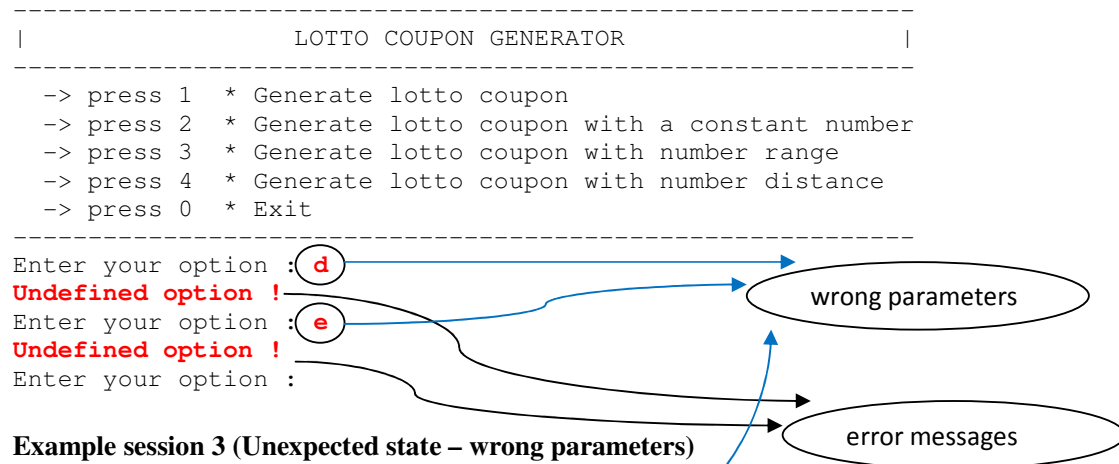 ------------------------------------------------------------
| LOTTO COUPON GENERATOR |
------------------------------------------------------------
-> press 1 * Generate lotto coupon
-> press 2 * Generate lotto coupon with a constant number
-> press 3 * Generate lotto coupon with number range
-> press 4 * Generate lotto coupon with number distance
-> press 0 * Exit
------------------------------------------------------------
Enter your option : d
Undefined option !
wrong parameters
Enter your option : e
Undefined option !
Enter your option :
error messages
Example session 3 (Unexpected state – wrong parameters)